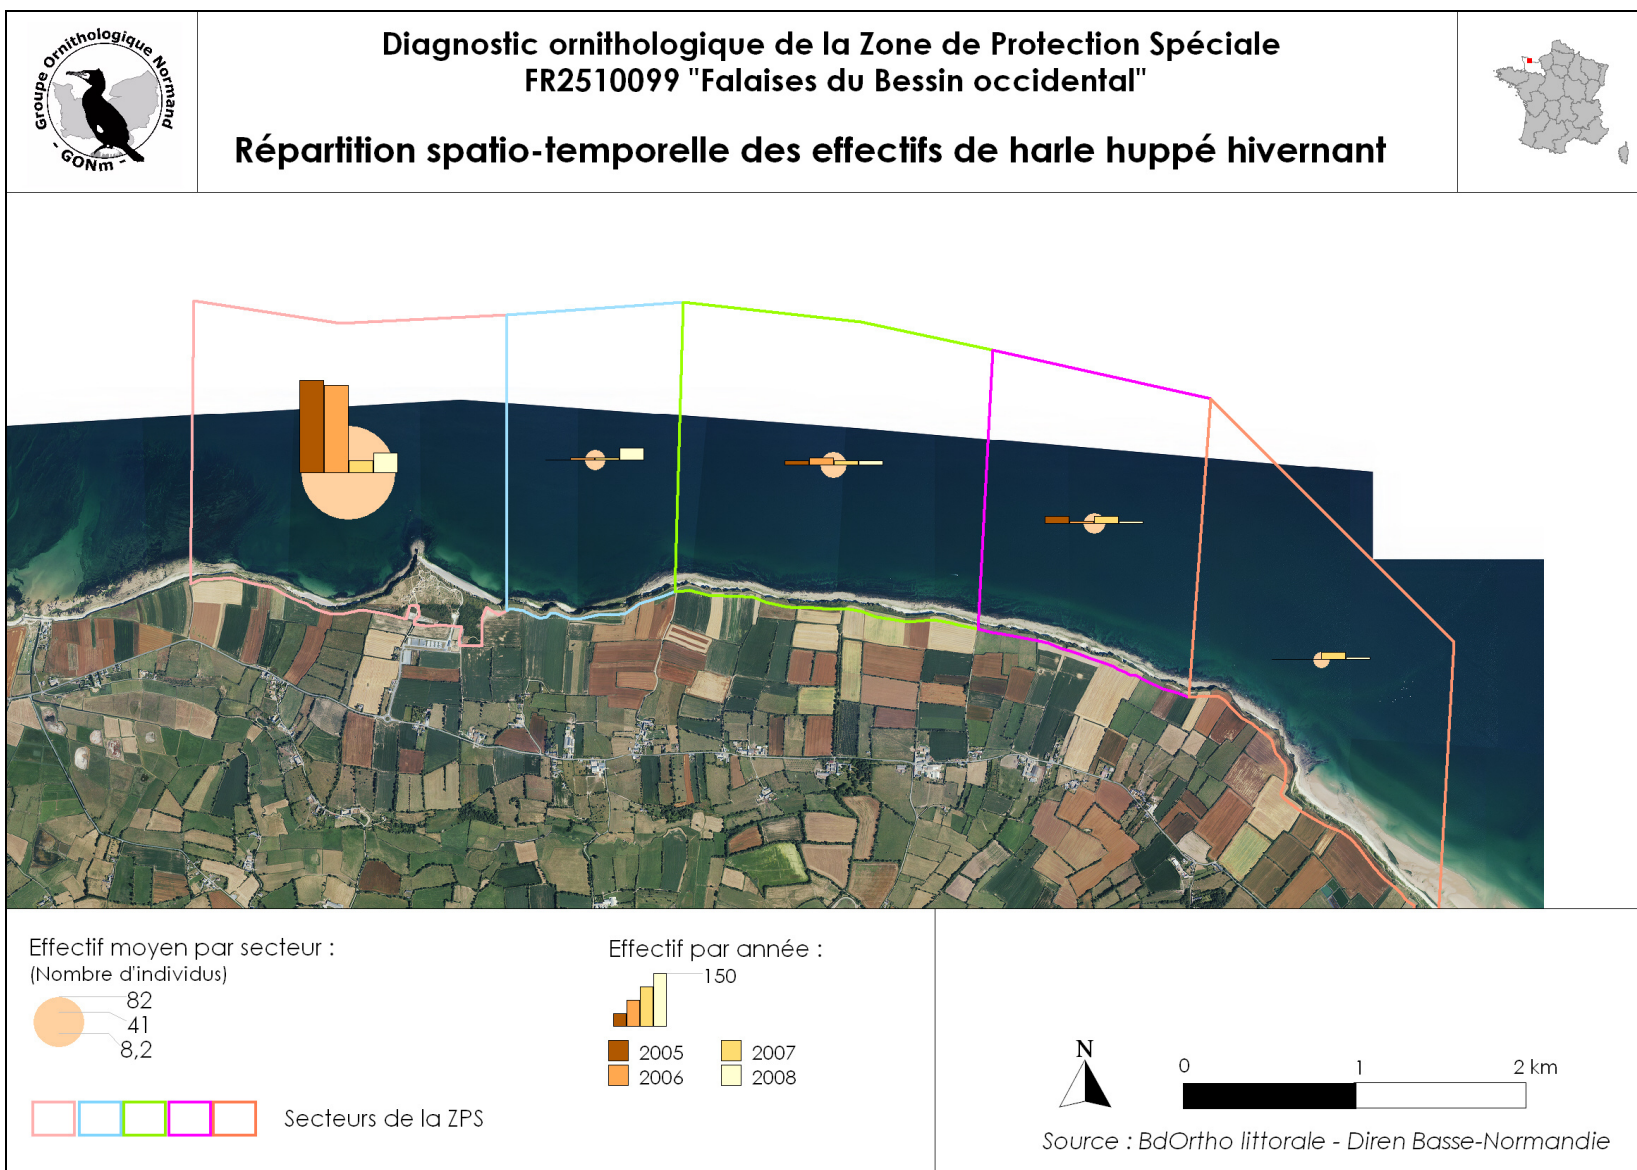 Groupe Ornithologique Normand
- GONm -
Diagnostic ornithologique de la Zone de Protection Spéciale
FR2510099 "Falaises du Bessin occidental"
Répartition spatio-temporelle des effectifs de harle huppé hivernant
Effectif moyen par secteur :
(Nombre d'individus)
82
41
8,2
Secteurs de la ZPS
Effectif par année :
150
2005
2007
2006
2008
N
0
1
2 km
Source : BdOrtho littorale - Diren Basse-Normandie